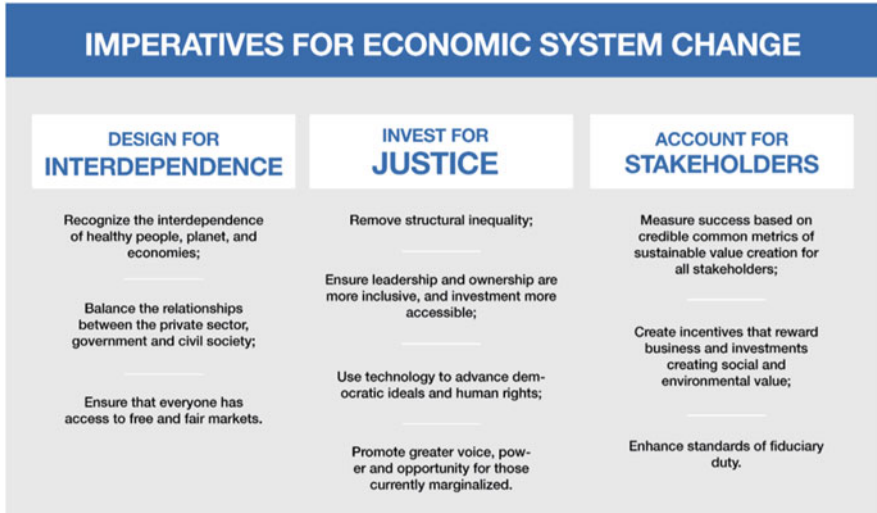 IMPERATIVES FOR ECONOMIC SYSTEM CHANGE
DESIGN FOR
INTERDEPENDENCE
Recognize the interdependence
of healthy people, planet, and
economies;
Balance the relationships
between the private sector,
government and civil society;
Ensure that everyone has
access to free and fair markets.
INVEST FOR
JUSTICE
Remove structural inequality;
Ensure leadership and ownership are
more inclusive, and investment more
accessible;
Use technology to advance dem-
ocratic ideals and human rights;
Promote greater voice, pow-
er and opportunity for those
currently marginalized.
ACCOUNT FOR
STAKEHOLDERS
Measure success based on
credible common metrics of
sustainable value creation for
all stakeholders;
Create incentives that reward
business and investments
creating social and
environmental value;
Enhance standards of fiduciary
duty.